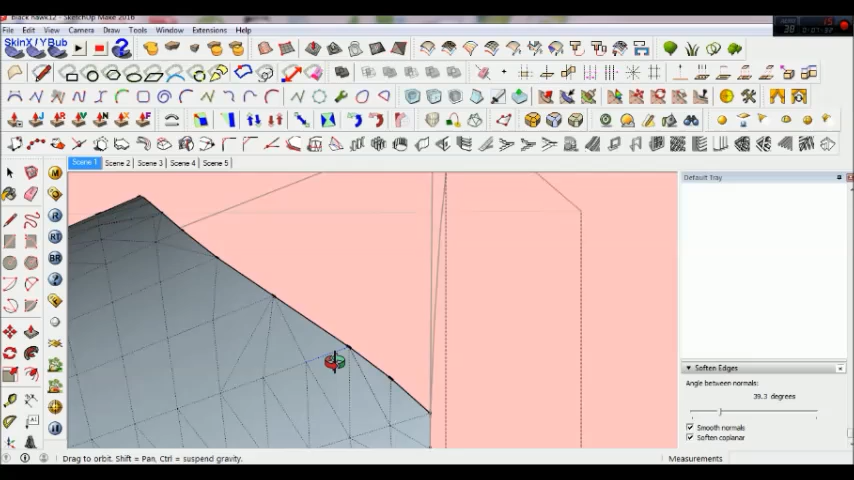 Black hawk12 - SketchUp Make 2016
File Edit View Camera Draw Tools Window Extensions Help
SkinX/YBub
Scene 1 Scene 2 Scene 3 Scene 4 Scene 5
Default Tray
M
R
RT
BR
Soften Edges
Angle between normals:
39.3 degrees
Smooth normals
Soften coplanar
Drag to orbit. Shift = Pan, Ctrl = suspend gravity.
Measurements